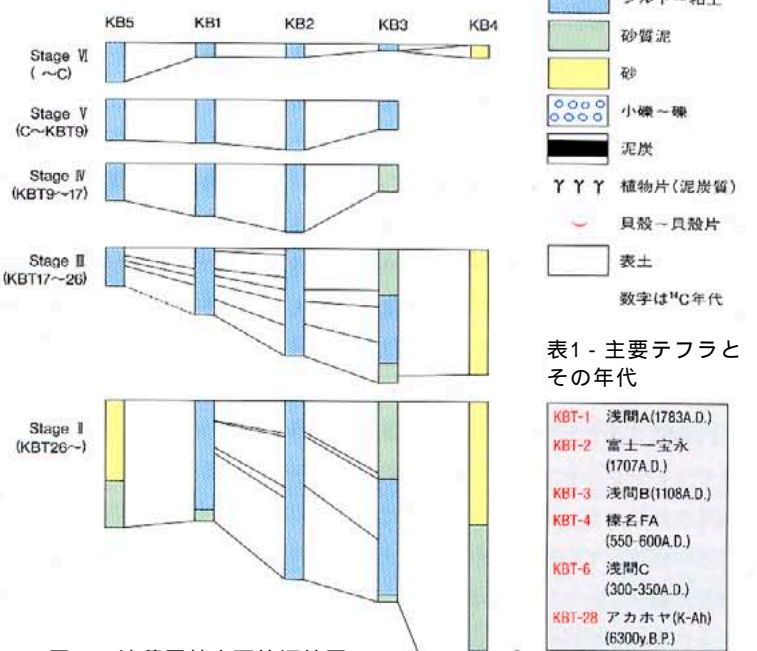 KB5 KB1 KB2 KB3 KB4
Stage Ⅵ
( ～C)
Stage Ⅴ
(C～KBT9)
Stage Ⅳ
(KBT9～17)
Stage Ⅲ
(KBT17～26)
Stage Ⅱ
(KBT26～)
砂質泥
砂
小礫～礫
泥炭
植物片(泥炭質)
貝殻～貝殻片
表土
数字は¹⁴C年代
表1 - 主要テフラと
その年代
KBT-1 浅間A(1783A.D.)
KBT-2 富士ー宝永
(1707A.D.)
KBT-3 浅間B(1108A.D.)
KBT-4 榛名FA
(550-600A.D.)
KBT-6 浅間C
(300-350A.D.)
KBT-28 アカホヤ(K-Ah)
(6300y.B.P.)